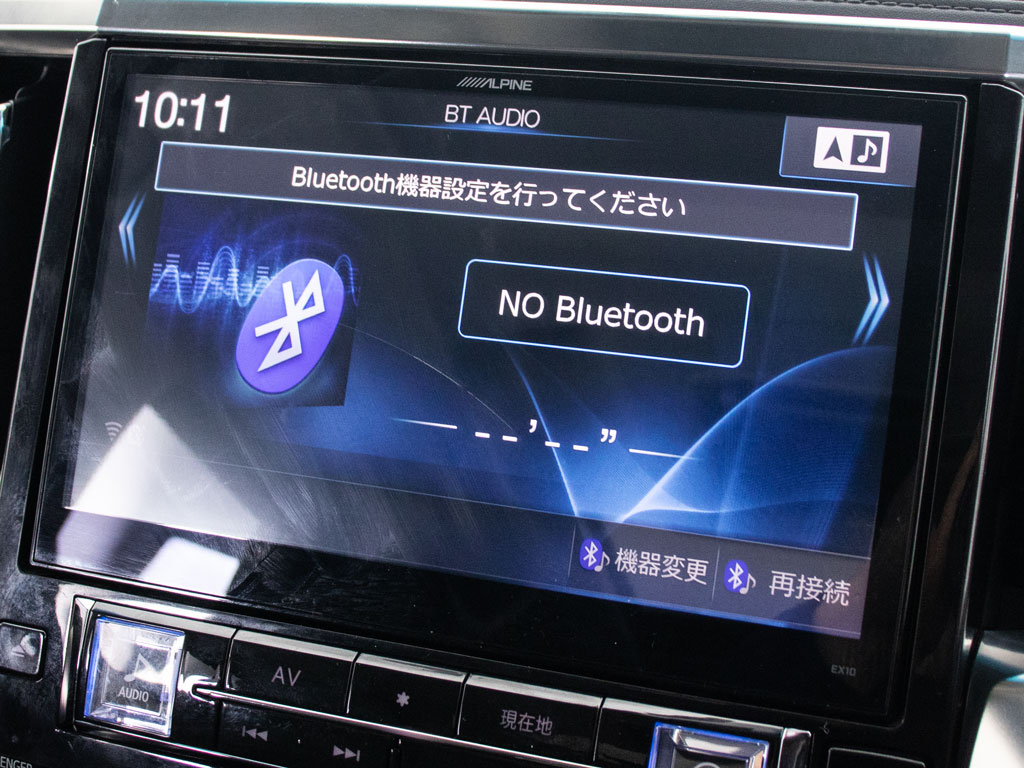 ALPINE
10:11
BT AUDIO
Bluetooth機器設定を行ってください
NO Bluetooth
_ _ ’ _ _ ”
機器変更
再接続
EX10
AUDIO
AV
*
現在地